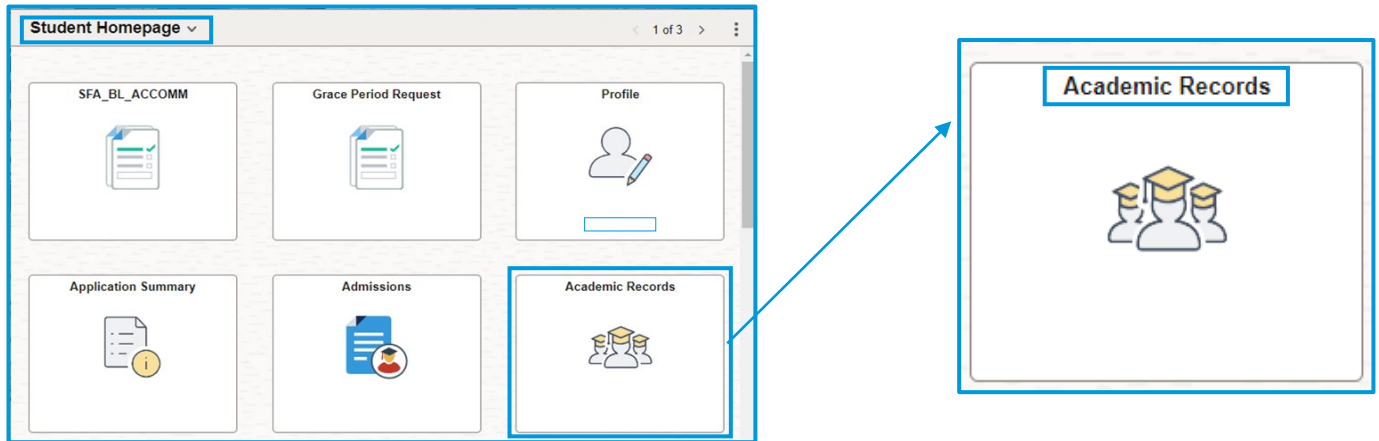 Student Homepage
1 of 3
SFA_BL_ACCOMM
Grace Period Request
Profile
Application Summary
Admissions
Academic Records
Academic Records